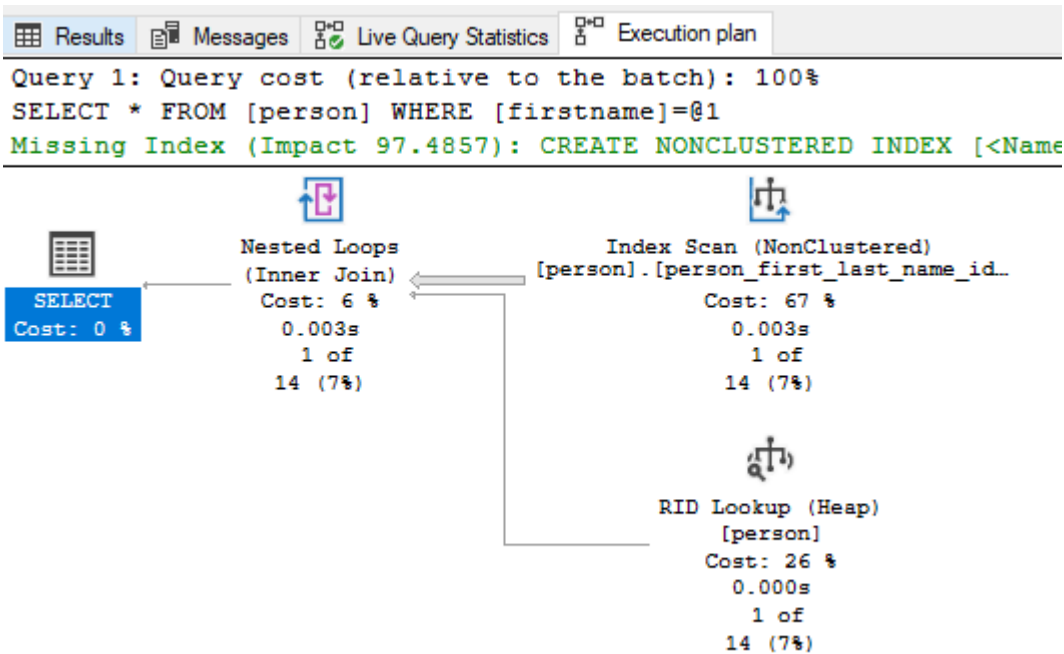 Results Messages Live Query Statistics Execution plan
Query 1: Query cost (relative to the batch): 100%
SELECT * FROM [person] WHERE [firstname]=@1
Missing Index (Impact 97.4857): CREATE NONCLUSTERED INDEX [<Name
SELECT
Cost: 0 %
Nested Loops
(Inner Join)
Cost: 6 %
0.003s
1 of
14 (7%)
Index Scan (NonClustered)
[person].[person_first_last_name_id…
Cost: 67 %
0.003s
1 of
14 (7%)
RID Lookup (Heap)
[person]
Cost: 26 %
0.000s
1 of
14 (7%)